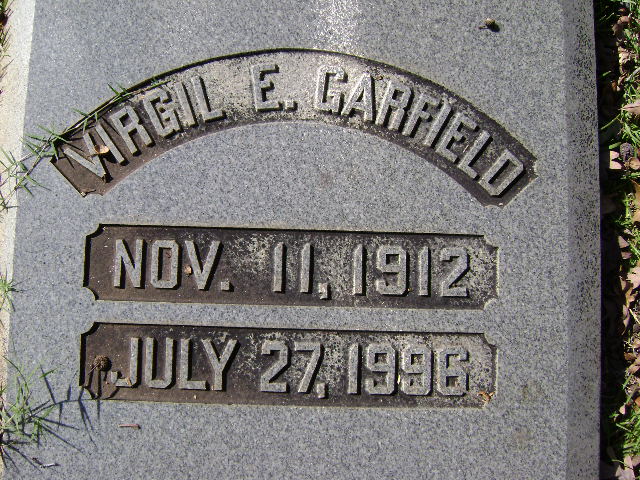 VIRGIL E. GARFIELD
NOV. 11, 1912
JULY 27, 1996